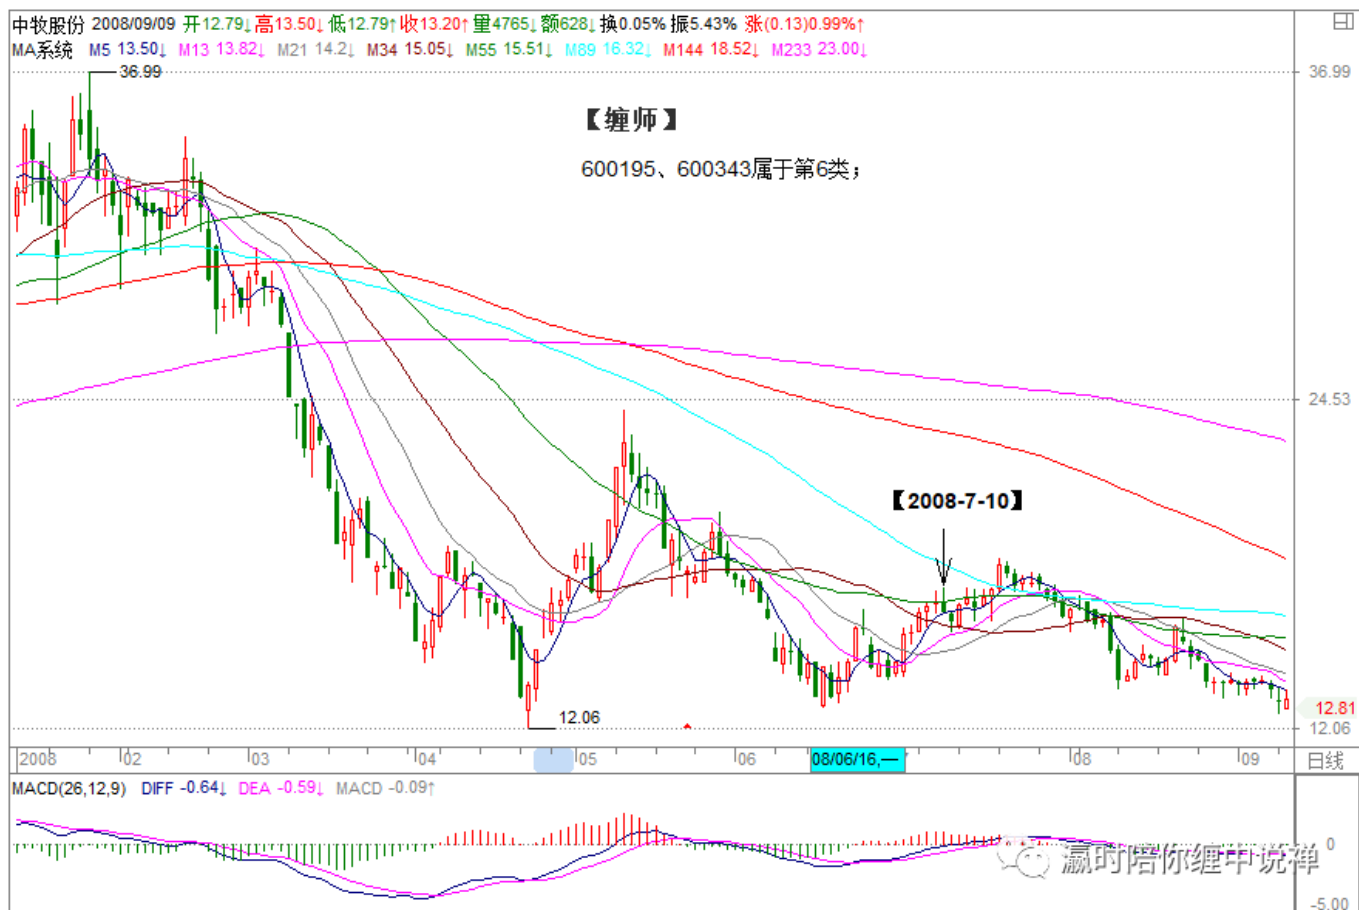 中牧股份 2008/09/09 开12.79↓ 高13.50↓ 低12.79↑ 收13.20↑ 量4765↓ 额628↓ 换0.05% 振5.43% 涨(0.13)0.99%↑
MA系统 M5 13.50↓ M13 13.82↓ M21 14.2↓ M34 15.05↓ M55 15.51↓ M89 16.32↓ M144 18.52↓ M233 23.00↓
36.99
36.99
【缠师】
600195、600343属于第6类；
24.53
【2008-7-10】
12.06
12.81
12.06
2008 02 03 04 05 06 08/06/16,一 08 09 日线
MACD(26,12,9) DIFF -0.64↓ DEA -0.59↓ MACD -0.09↑
0
赢时陪你缠中说禅
-5.00